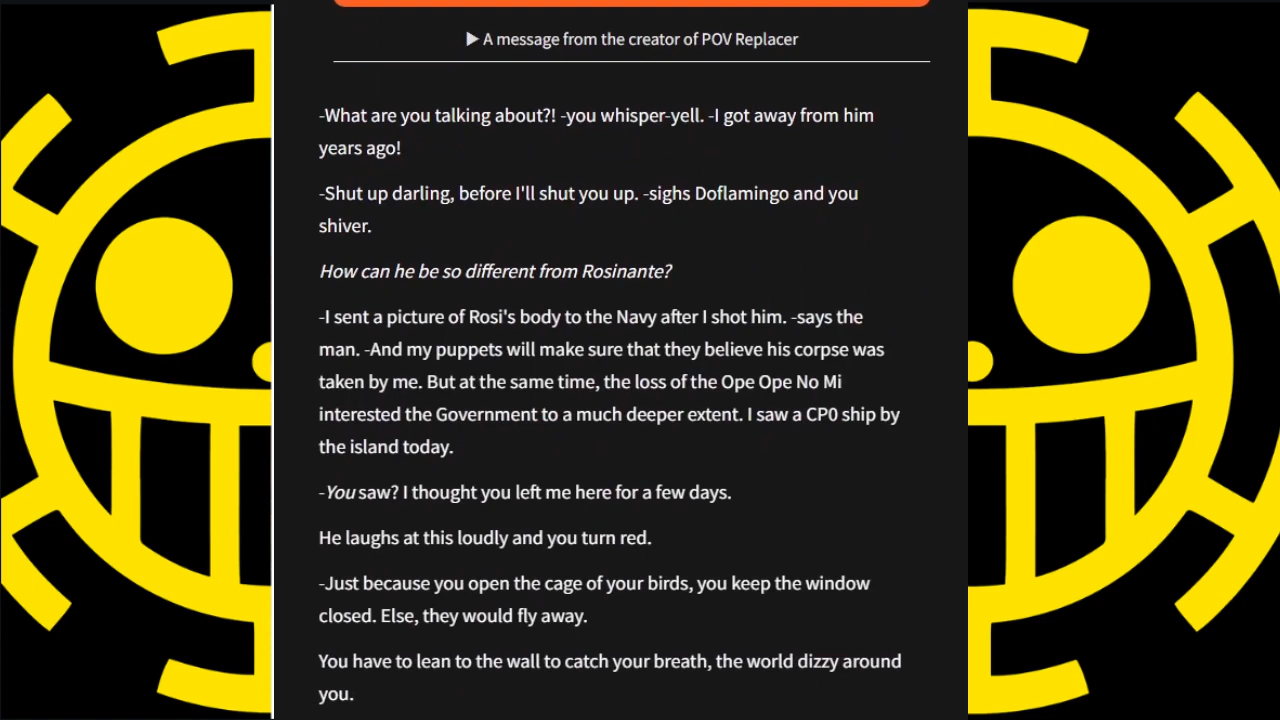 ▶ A message from the creator of POV Replacer
-What are you talking about?! -you whisper-yell. -I got away from him
years ago!
-Shut up darling, before I'll shut you up. -sighs Doflamingo and you
shiver.
How can he be so different from Rosinante?
-I sent a picture of Rosi's body to the Navy after I shot him. -says the
man. -And my puppets will make sure that they believe his corpse was
taken by me. But at the same time, the loss of the Ope Ope No Mi
interested the Government to a much deeper extent. I saw a CP0 ship by
the island today.
-You saw? I thought you left me here for a few days.
He laughs at this loudly and you turn red.
-Just because you open the cage of your birds, you keep the window
closed. Else, they would fly away.
You have to lean to the wall to catch your breath, the world dizzy around
you.